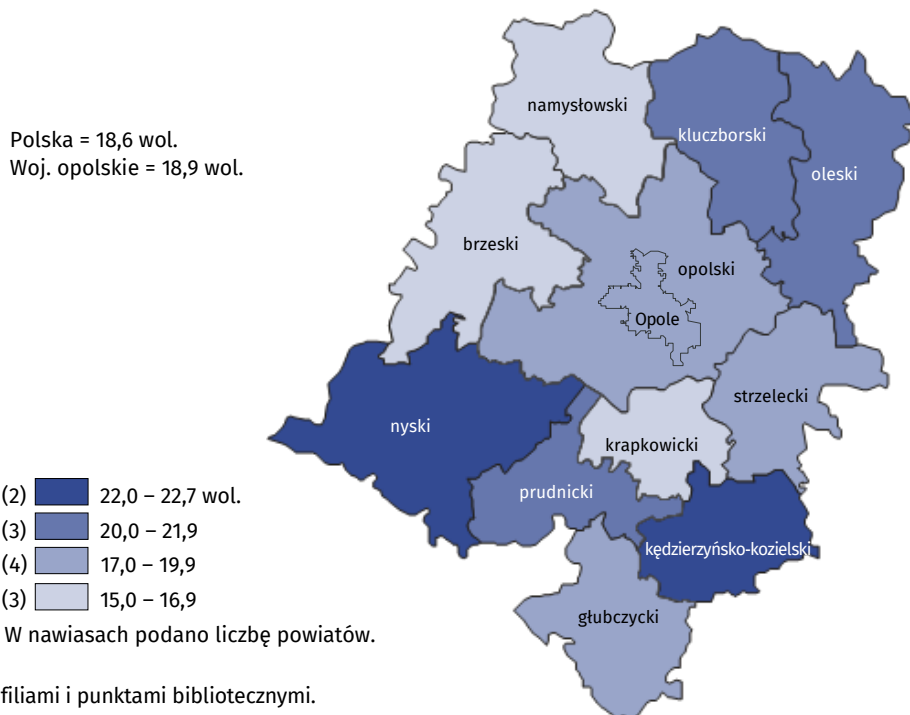 namysłowski
Polska = 18,6 wol.
Woj. opolskie = 18,9 wol.
kluczborski
oleski
brzeski
opolski
Opole
strzelecki
nyski
krapkowicki
prudnicki
kędzierzyńsko-kozielski
głubczycki
(2) 22,0 – 22,7 wol.
(3) 20,0 – 21,9
(4) 17,0 – 19,9
(3) 15,0 – 16,9
W nawiasach podano liczbę powiatów.
filiami i punktami bibliotecznymi.